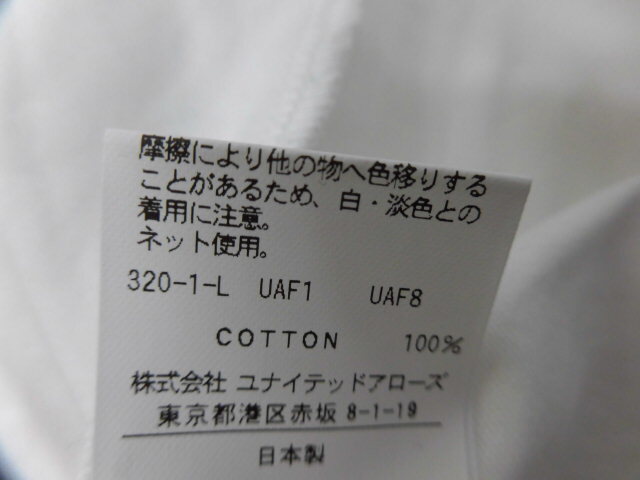 摩擦により他の物へ色移りする
ことがあるため、白・淡色との
着用に注意。
ネット使用。
320-1-L UAF1 UAF8
COTTON 100%
株式会社 ユナイテッドアローズ
東京都港区赤坂 8-1-19
日本製